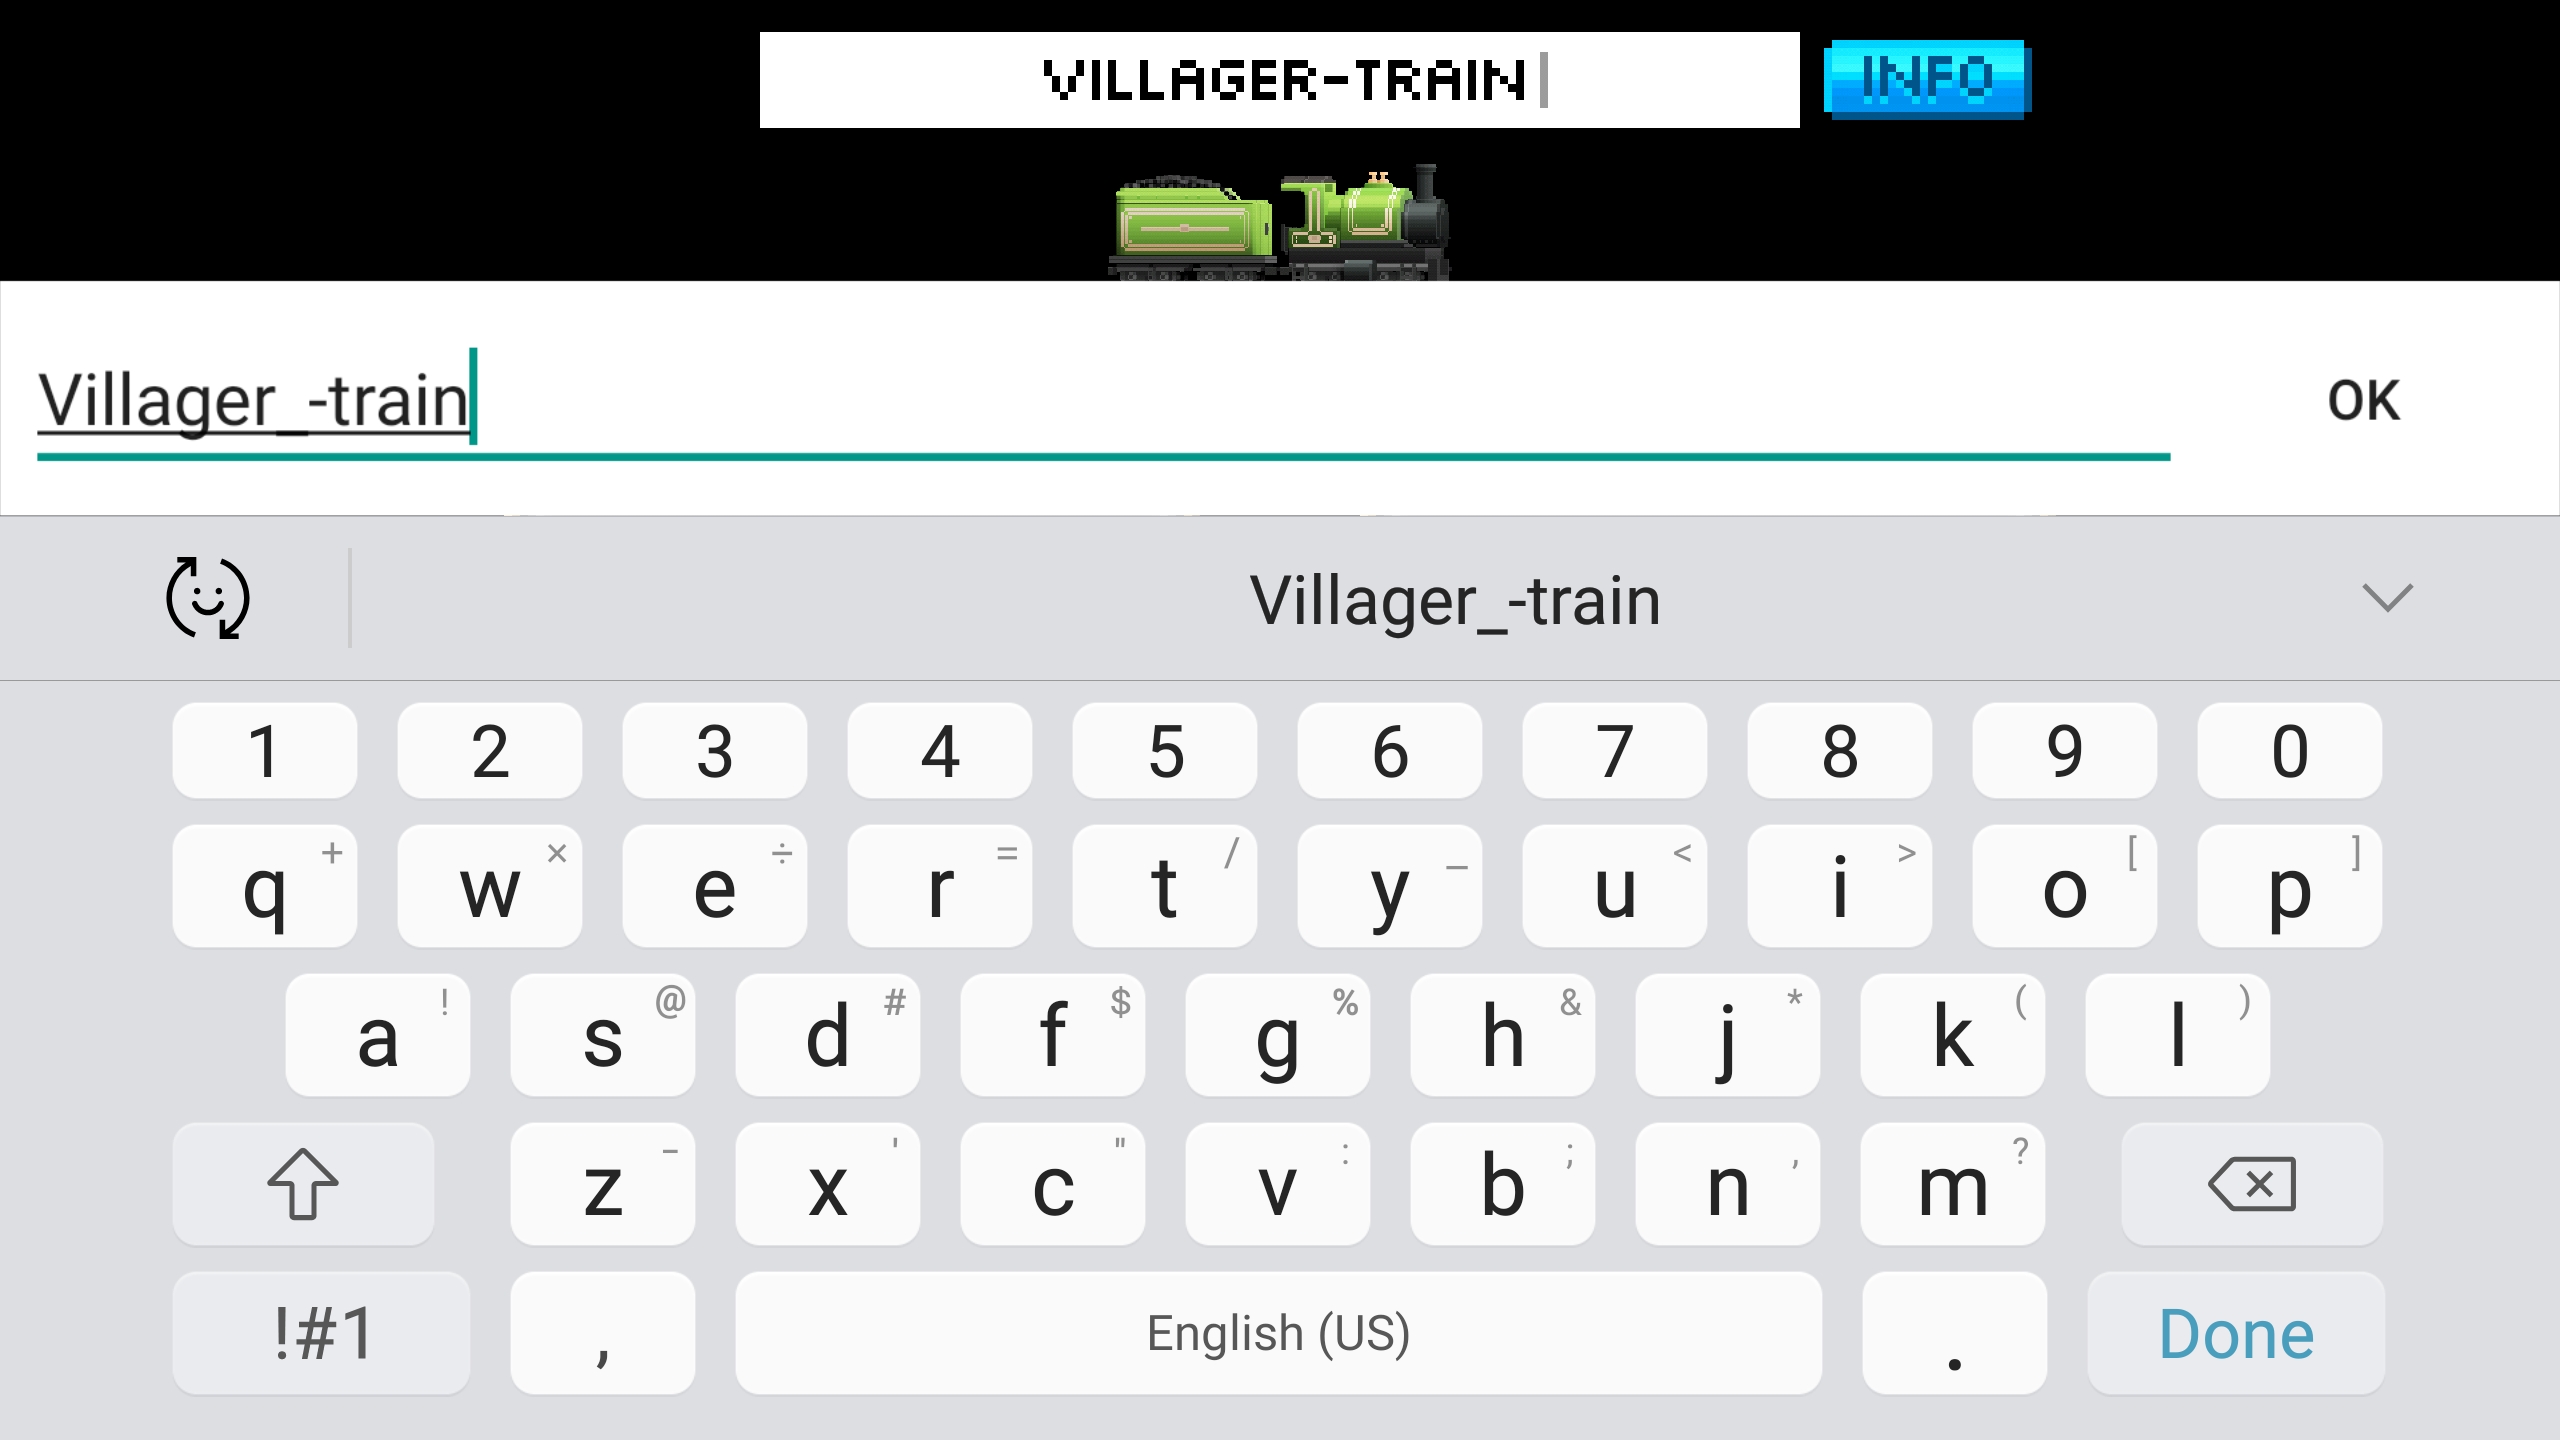 VILLAGER-TRAIN
INFO
Villager_-train
OK
Villager_-train
1 2 3 4 5 6 7 8 9 0
q + w × e ÷ r = t / y _ u < i > o [ p ]
a ! s @ d # f $ g % h & j * k ( l )
z - x ' c " v : b ; n , m ?
!#1 , English (US) . Done